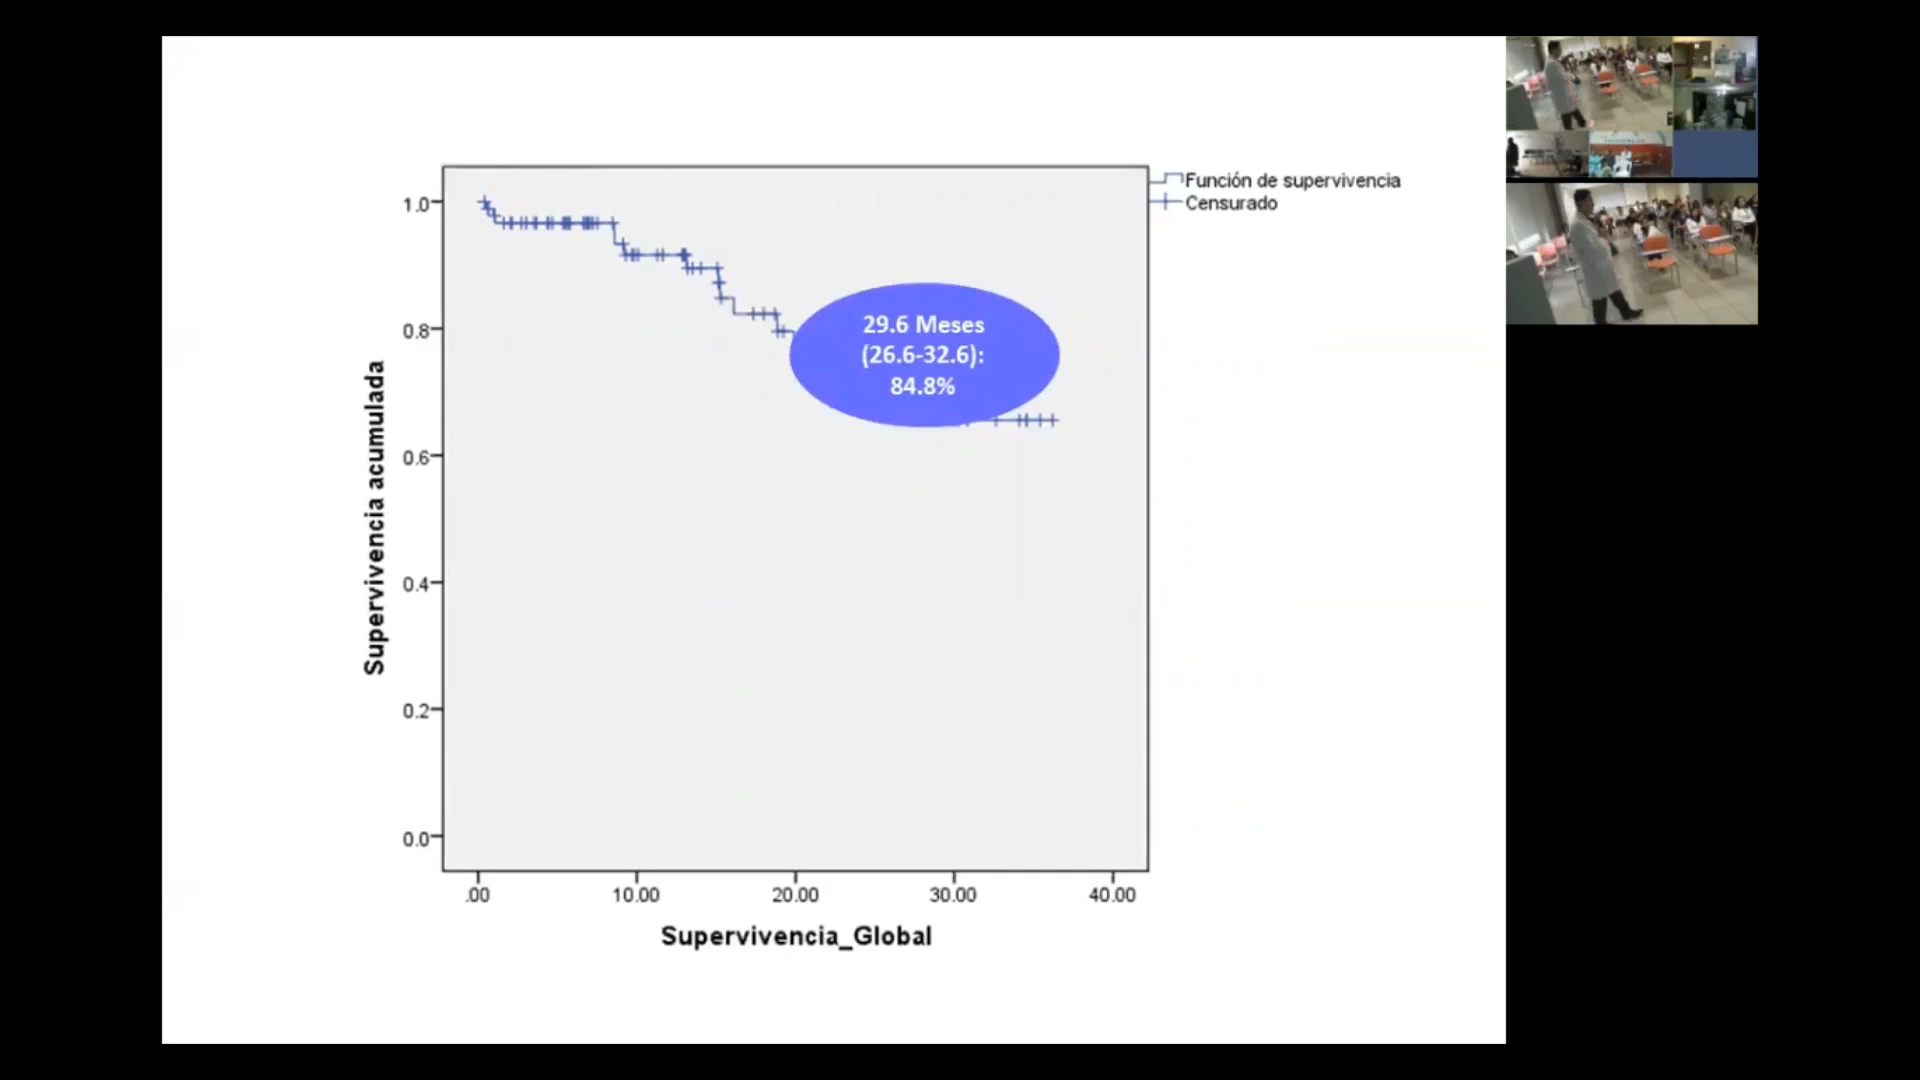 Función de supervivencia
Censurado
1.0
0.8
0.6
0.4
0.2
0.0
Supervivencia acumulada
29.6 Meses
(26.6-32.6):
84.8%
.00
10.00
20.00
30.00
40.00
Supervivencia_Global